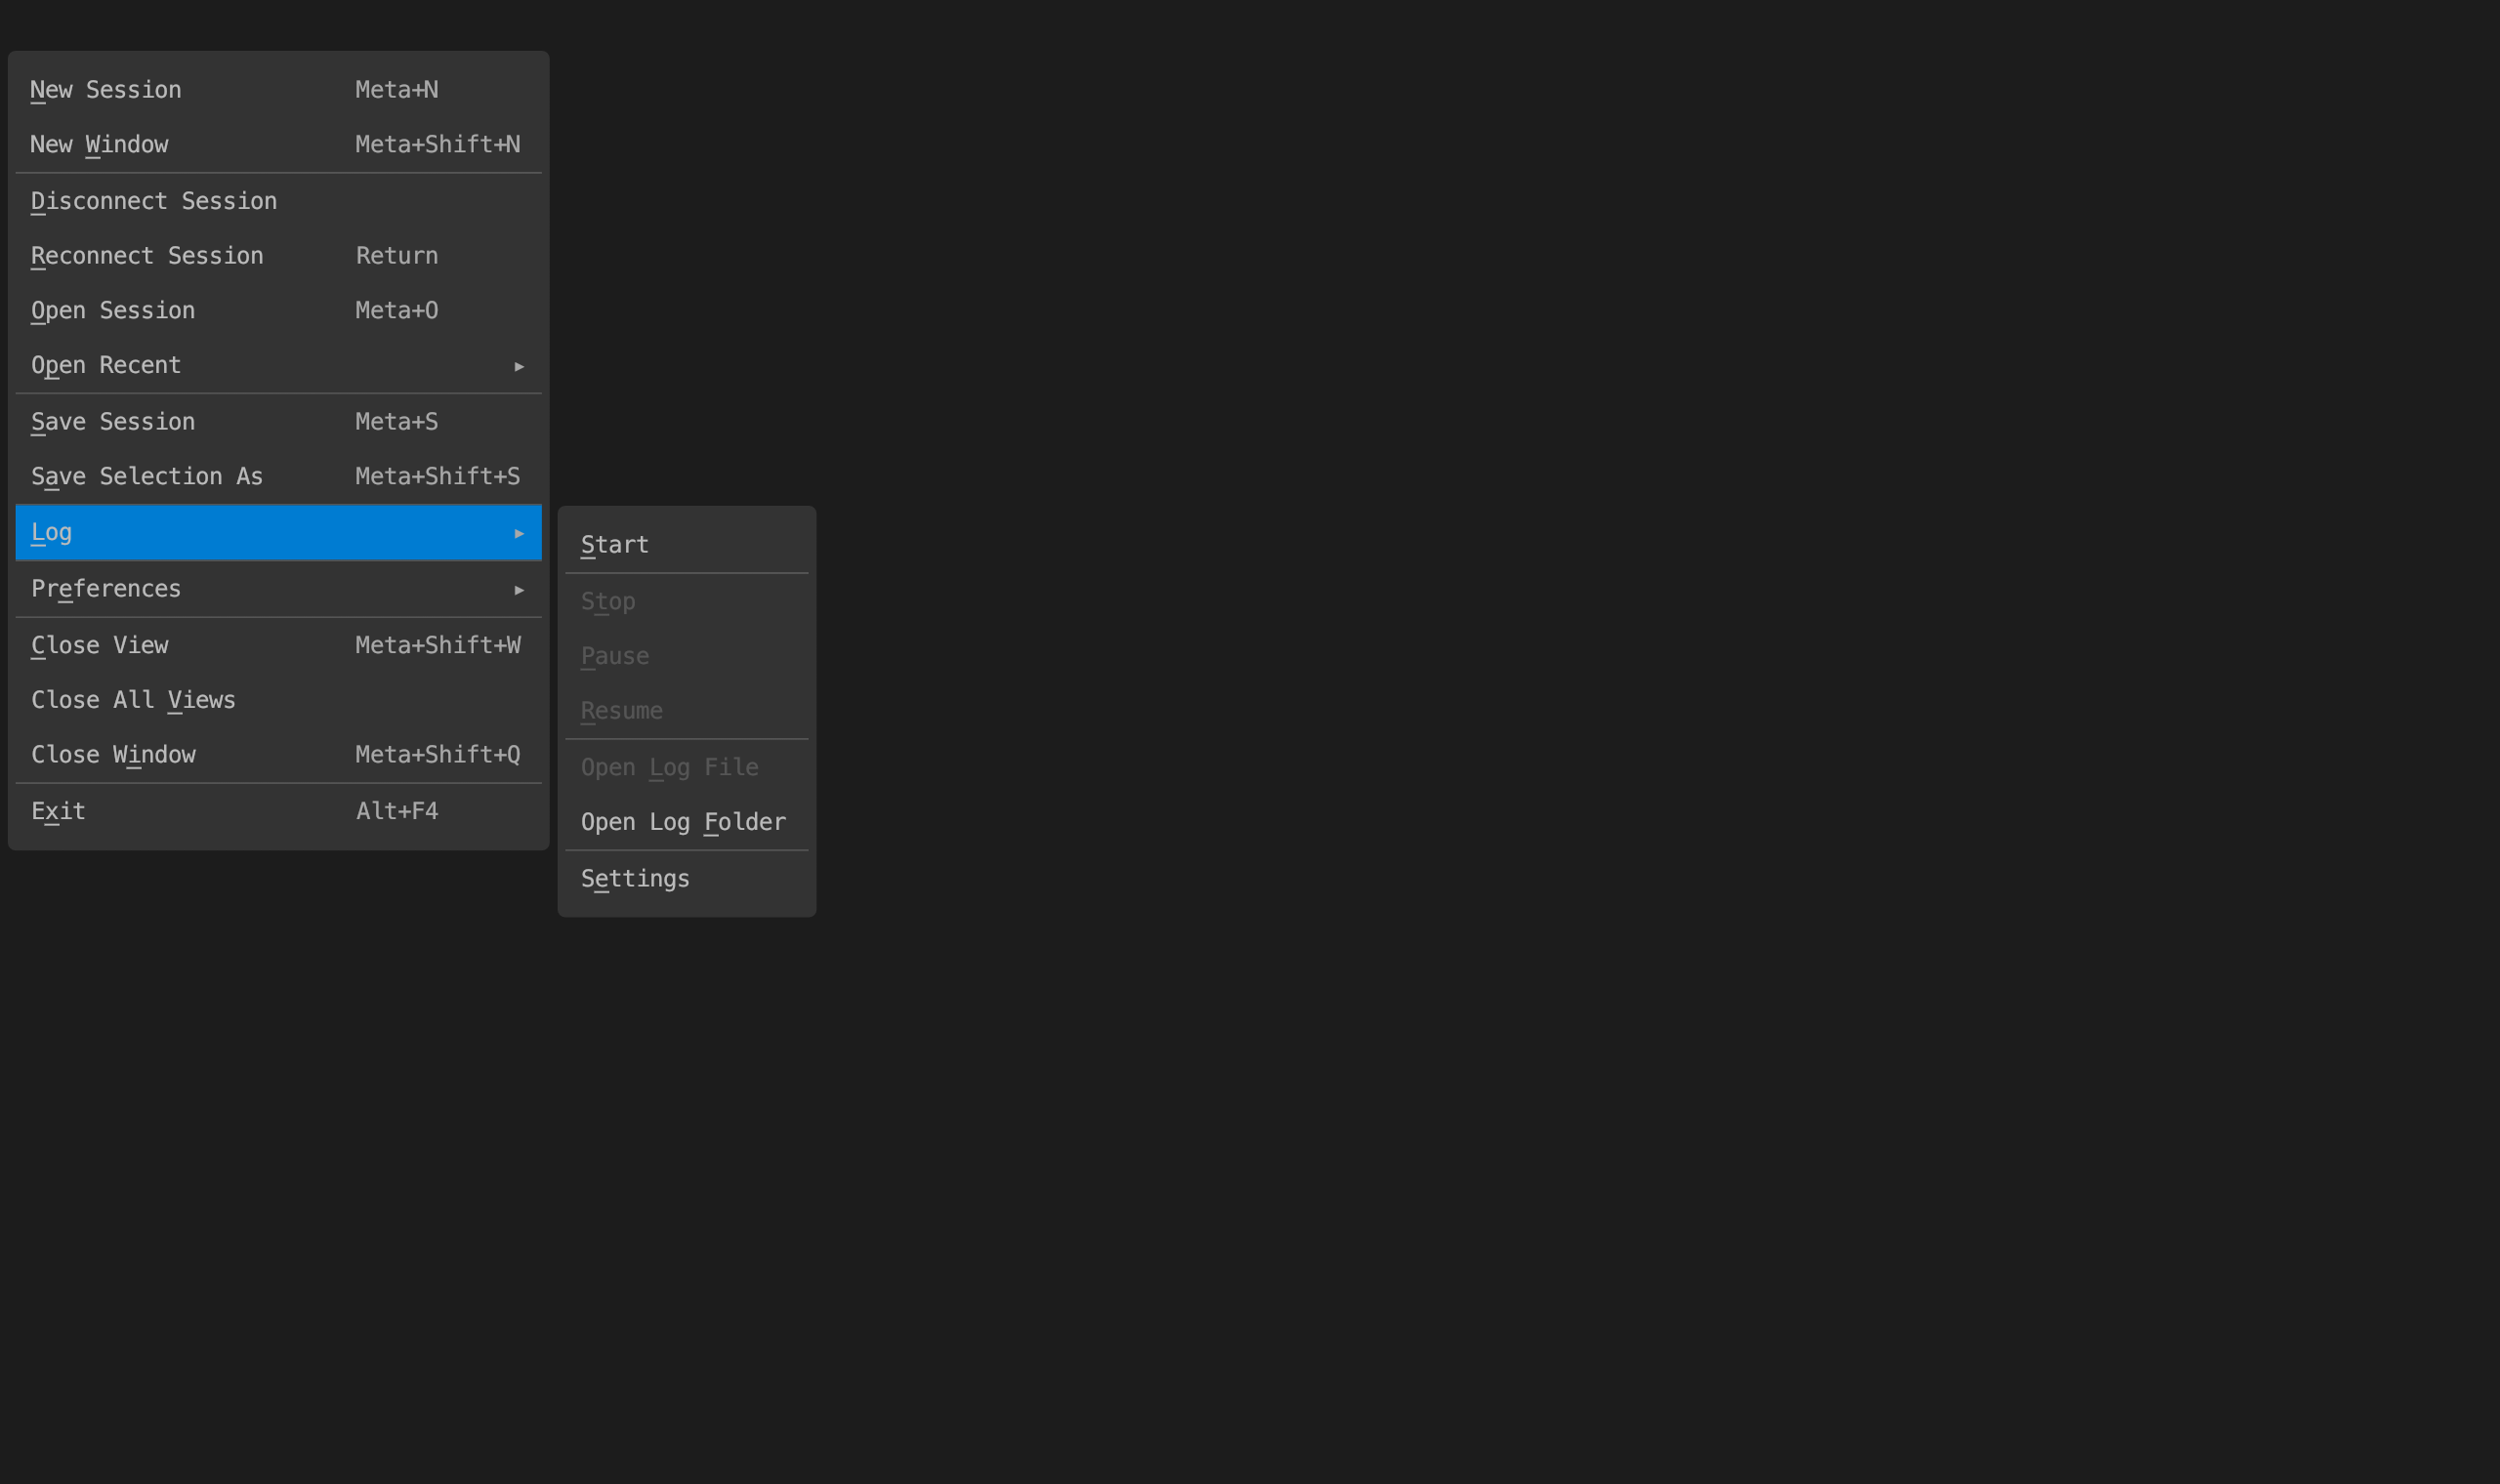 New Session Meta+N
New Window Meta+Shift+N
Disconnect Session
Reconnect Session Return
Open Session Meta+O
Open Recent ▸
Save Session Meta+S
Save Selection As Meta+Shift+S
Log ▸
Preferences ▸
Close View Meta+Shift+W
Close All Views
Close Window Meta+Shift+Q
Exit Alt+F4
Start
Stop
Pause
Resume
Open Log File
Open Log Folder
Settings